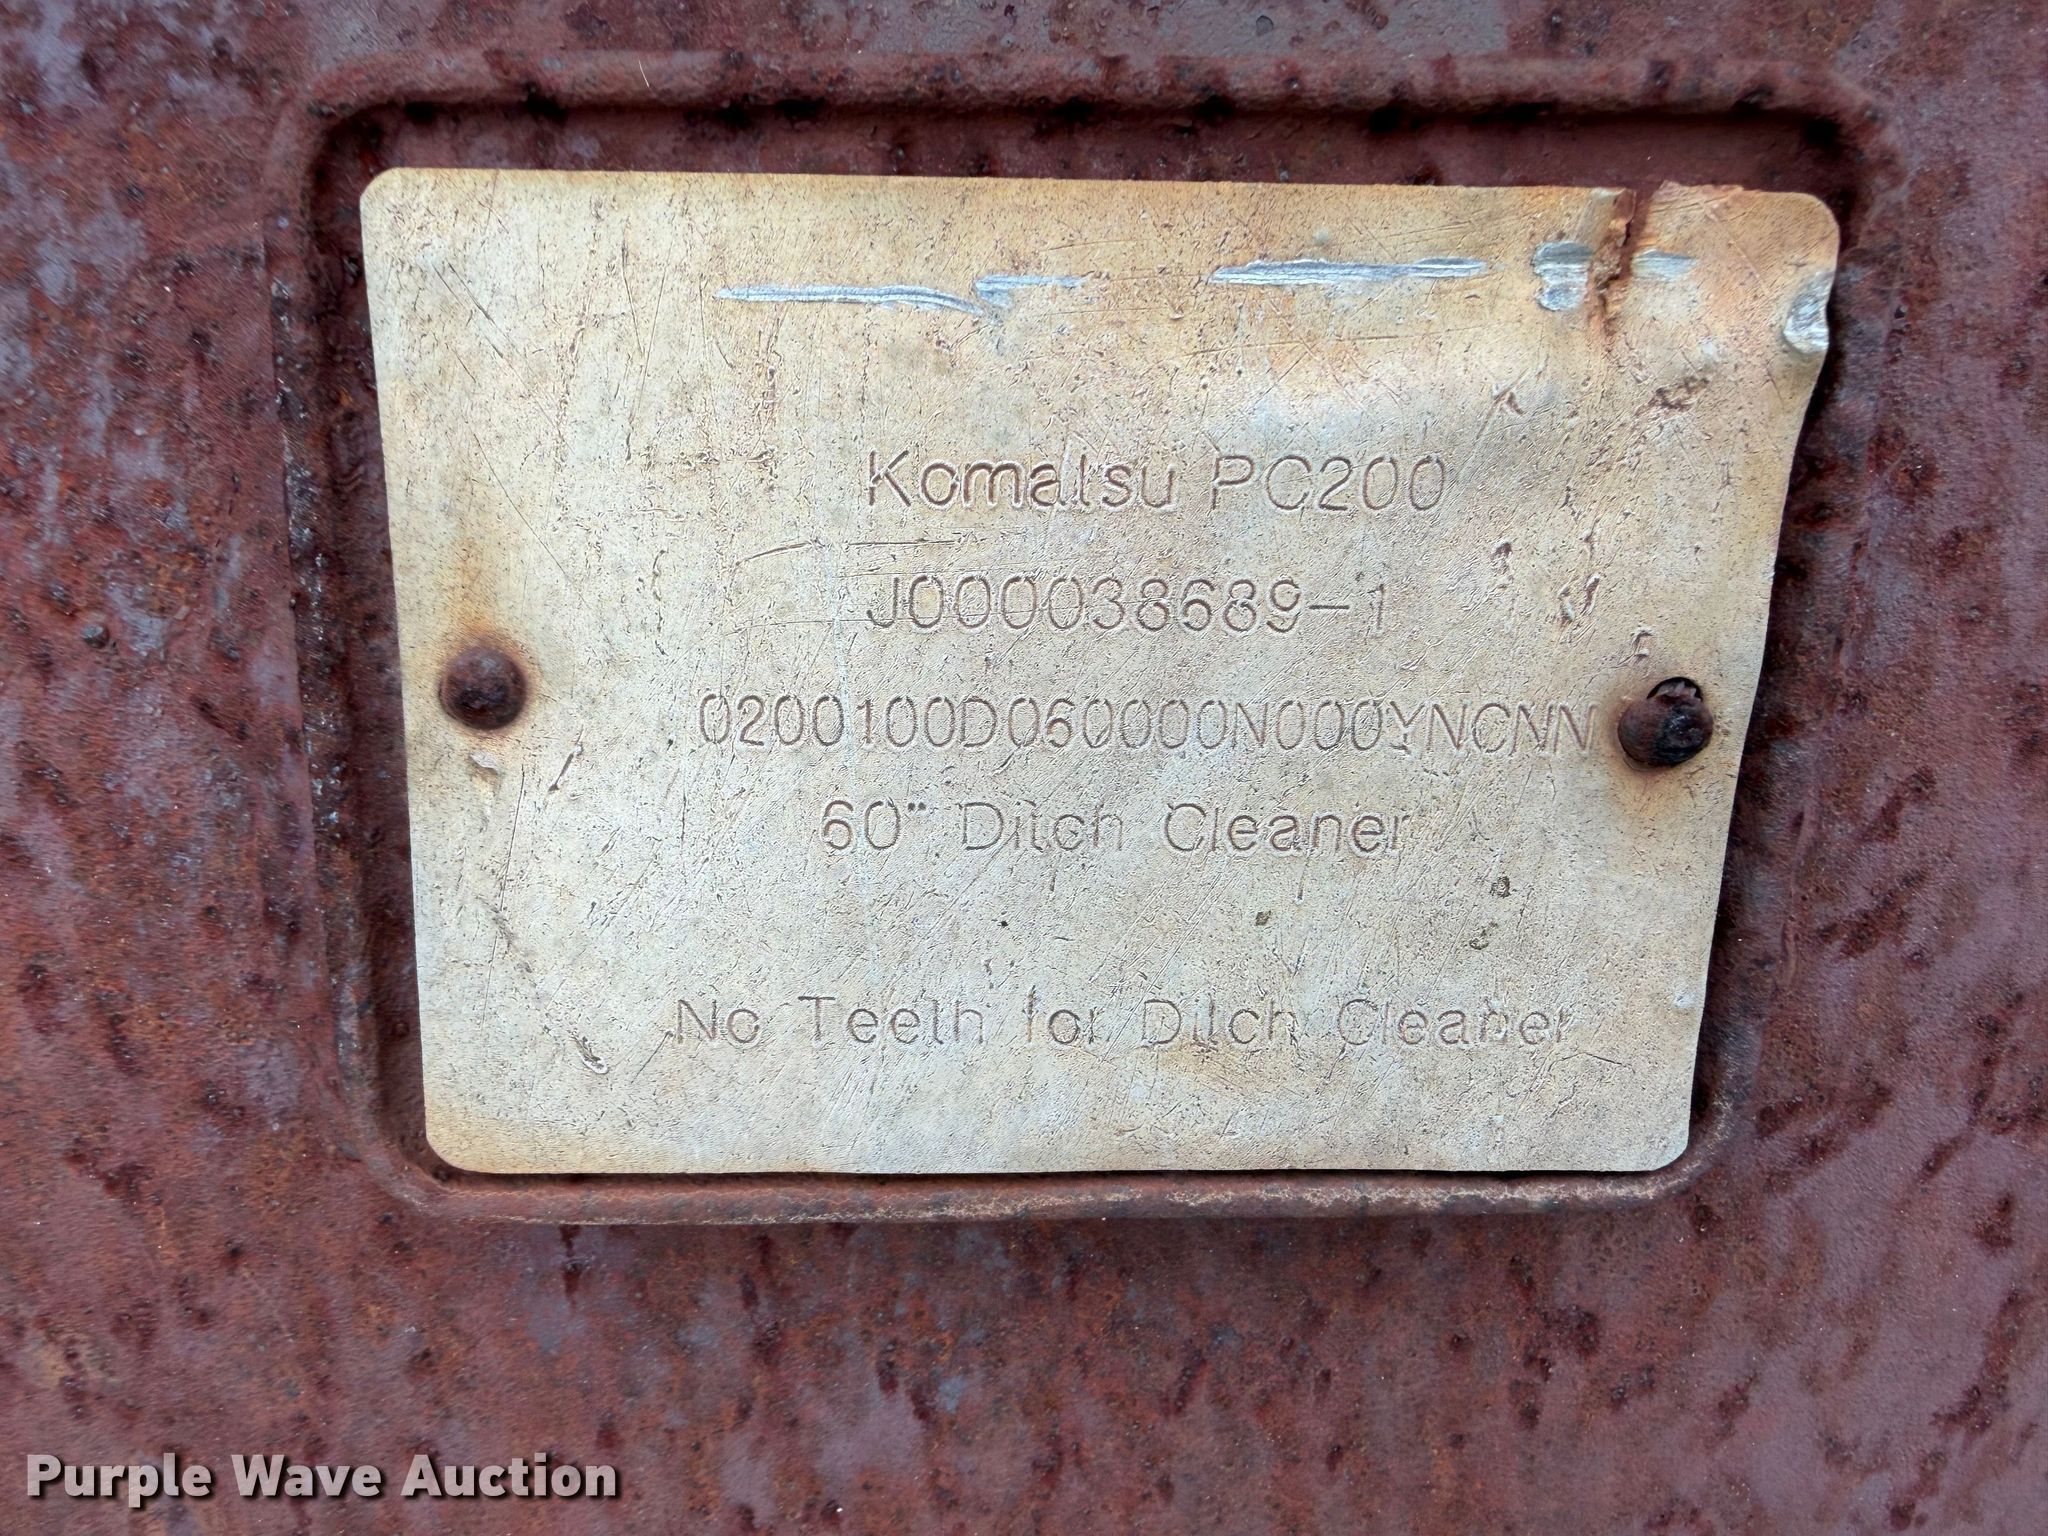 Komatsu PC200
J000038689-1
0200100D060000N000YNCNN
60" Ditch Cleaner
No Teeth for Ditch Cleaner
Purple Wave Auction